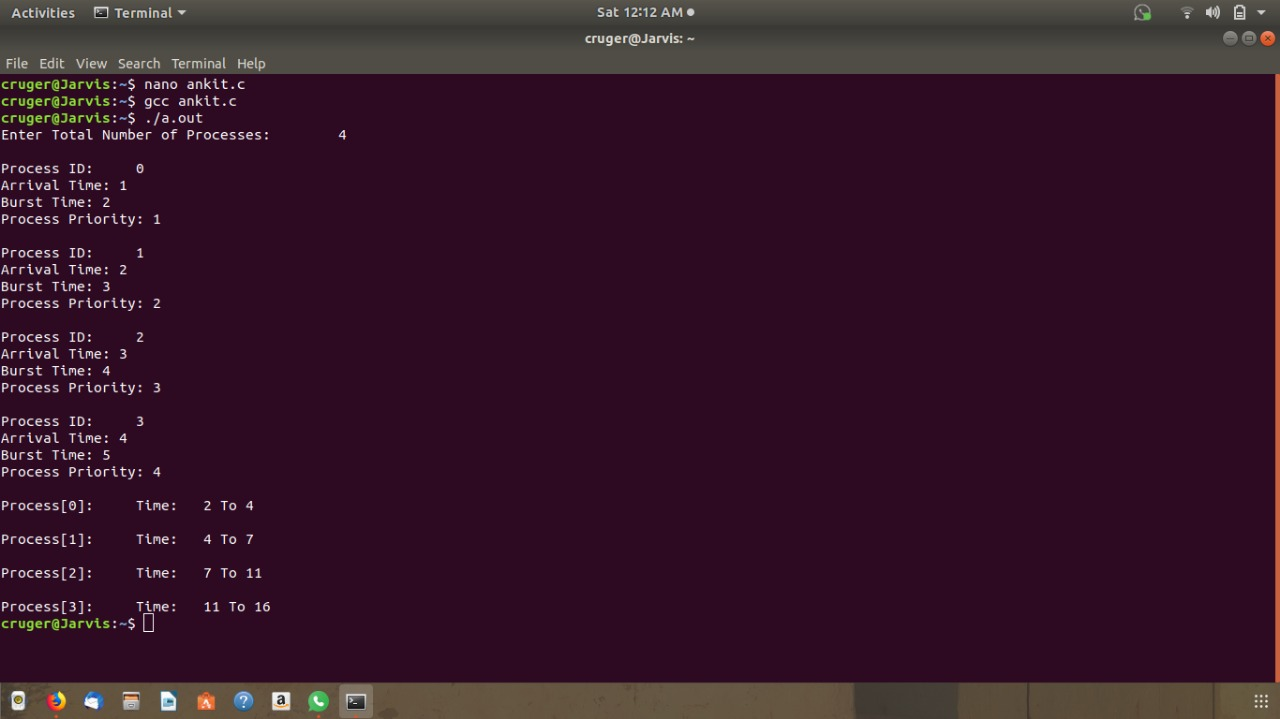 Activities Terminal Sat 12:12 AM
cruger@Jarvis: ~
File Edit View Search Terminal Help
cruger@Jarvis:~$ nano ankit.c
cruger@Jarvis:~$ gcc ankit.c
cruger@Jarvis:~$ ./a.out
Enter Total Number of Processes: 4
Process ID: 0
Arrival Time: 1
Burst Time: 2
Process Priority: 1
Process ID: 1
Arrival Time: 2
Burst Time: 3
Process Priority: 2
Process ID: 2
Arrival Time: 3
Burst Time: 4
Process Priority: 3
Process ID: 3
Arrival Time: 4
Burst Time: 5
Process Priority: 4
Process[0]: Time: 2 To 4
Process[1]: Time: 4 To 7
Process[2]: Time: 7 To 11
Process[3]: Time: 11 To 16
cruger@Jarvis:~$